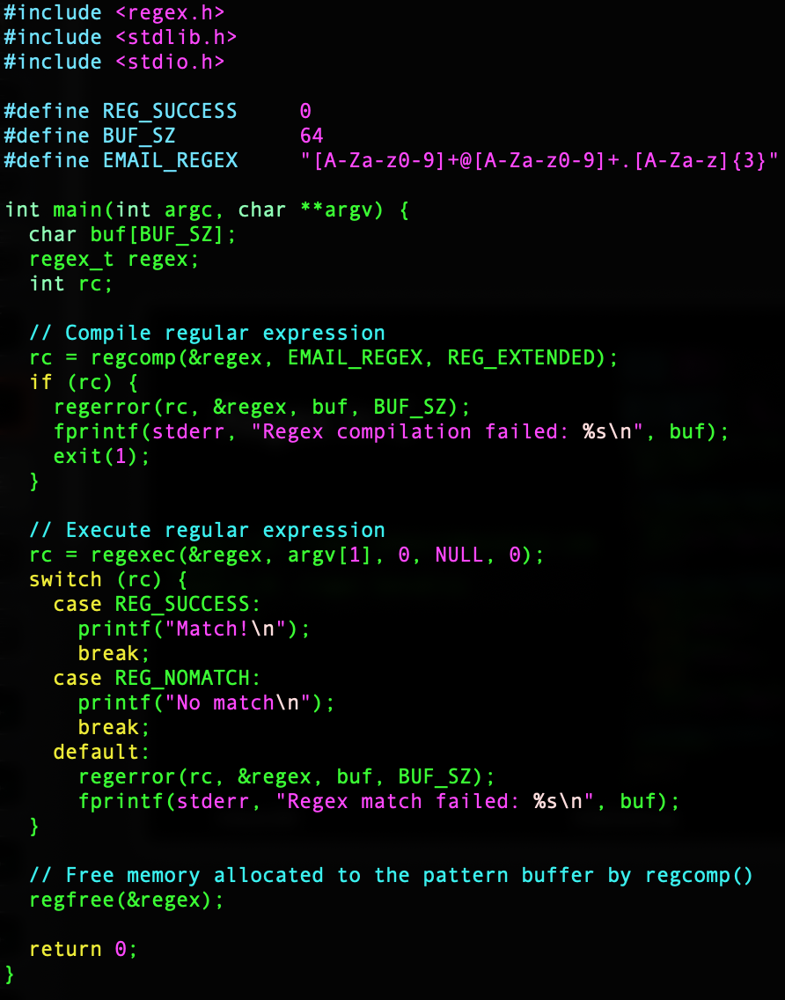 #include <regex.h>
#include <stdlib.h>
#include <stdio.h>
#define REG_SUCCESS     0
#define BUF_SZ          64
#define EMAIL_REGEX     "[A-Za-z0-9]+@[A-Za-z0-9]+.[A-Za-z]{3}"
int main(int argc, char **argv) {
  char buf[BUF_SZ];
  regex_t regex;
  int rc;
  // Compile regular expression
  rc = regcomp(&regex, EMAIL_REGEX, REG_EXTENDED);
  if (rc) {
    regerror(rc, &regex, buf, BUF_SZ);
    fprintf(stderr, "Regex compilation failed: %s\n", buf);
    exit(1);
  }
  // Execute regular expression
  rc = regexec(&regex, argv[1], 0, NULL, 0);
  switch (rc) {
    case REG_SUCCESS:
      printf("Match!\n");
      break;
    case REG_NOMATCH:
      printf("No match\n");
      break;
    default:
      regerror(rc, &regex, buf, BUF_SZ);
      fprintf(stderr, "Regex match failed: %s\n", buf);
  }
  // Free memory allocated to the pattern buffer by regcomp()
  regfree(&regex);
  return 0;
}